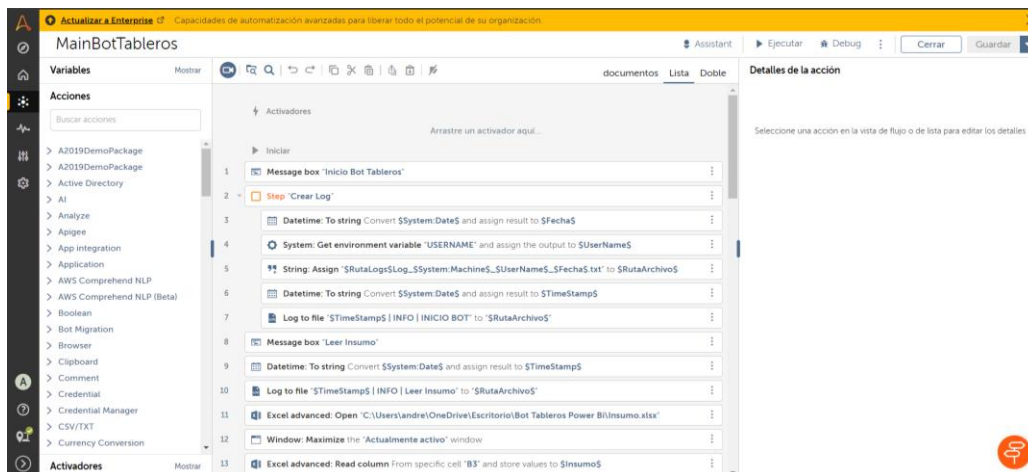 Actualizar a Enterprise Capacidades de automatización avanzadas para liberar todo el potencial de su organización.
MainBotTableros
Assistant
Ejecutar
Debug
Cerrar
Guardar
Variables
Mostrar
documentos
Lista
Doble
Detalles de la acción
Acciones
Buscar acciones
Seleccione una acción en la vista de flujo o de lista para editar los detalles
A2019DemoPackage
A2019DemoPackage
Active Directory
AI
Analyze
Apigee
App integration
Application
AWS Comprehend NLP
AWS Comprehend NLP (Beta)
Boolean
Bot Migration
Browser
Clipboard
Comment
Credential
Credential Manager
CSV/TXT
Currency Conversion
Activadores
Mostrar
A
Activadores
Arrastre un activador aquí...
Iniciar
1 Message box "Inicio Bot Tableros"
2 Step "Crear Log"
3 Datetime: To string Convert $System:Date$ and assign result to $Fecha$
4 System: Get environment variable "USERNAME" and assign the output to $UserName$
5 String: Assign "$RutaLogs$Log_$System:Machine$_$UserName$_$Fecha$.txt" to $RutaArchivo$
6 Datetime: To string Convert $System:Date$ and assign result to $TimeStamp$
7 Log to file "$TimeStamp$ | INFO | INICIO BOT" to "$RutaArchivo$"
8 Message box "Leer Insumo"
9 Datetime: To string Convert $System:Date$ and assign result to $TimeStamp$
10 Log to file "$TimeStamp$ | INFO | Leer Insumo" to "$RutaArchivo$"
11 Excel advanced: Open "C:\Users\andre\OneDrive\Escritorio\Bot Tableros Power Bi\Insumo.xlsx"
12 Window: Maximize the "Actualmente activo" window
13 Excel advanced: Read column From specific cell "B3" and store values to $Insumo$